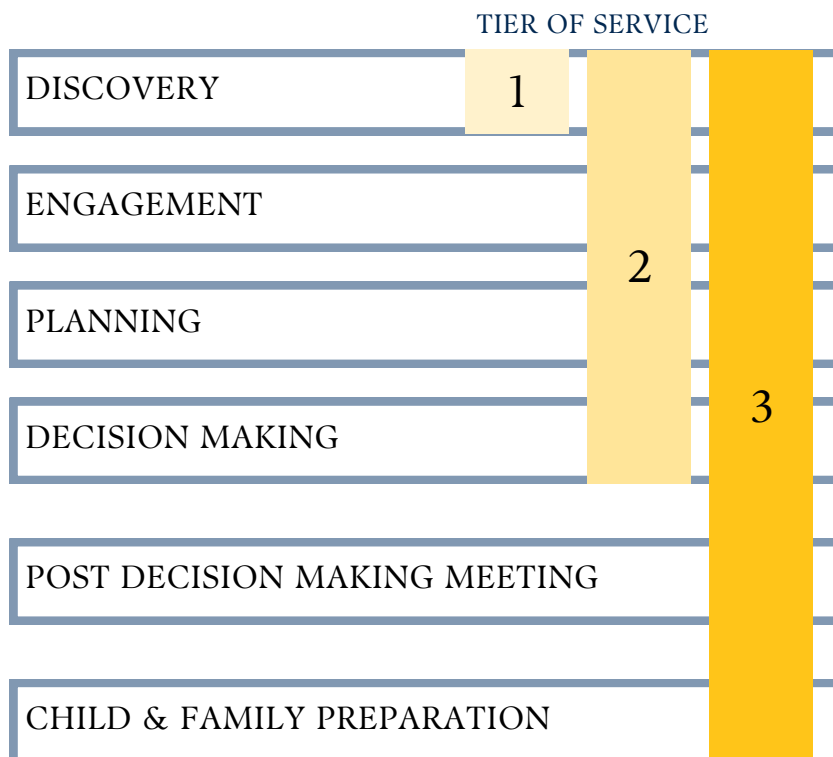 TIER OF SERVICE
DISCOVERY
1
ENGAGEMENT
2
PLANNING
DECISION MAKING
3
POST DECISION MAKING MEETING
CHILD & FAMILY PREPARATION